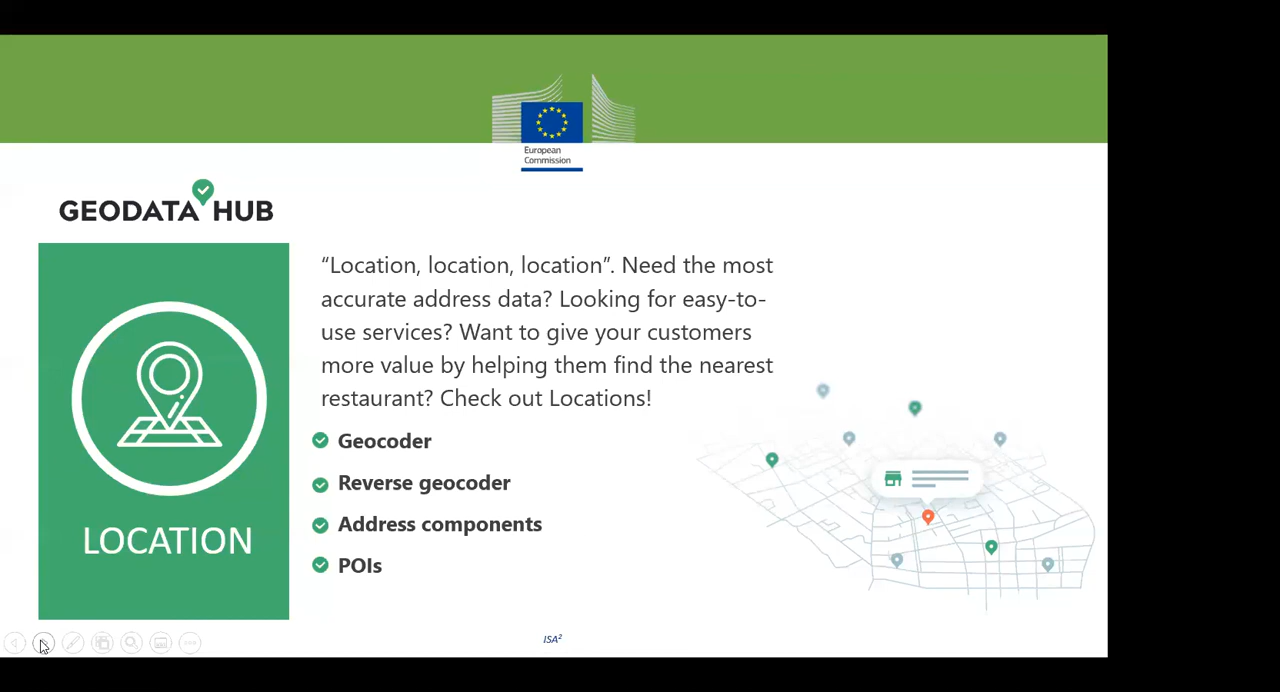 European
Commission
GEODATA HUB
LOCATION
“Location, location, location”. Need the most
accurate address data? Looking for easy-to-
use services? Want to give your customers
more value by helping them find the nearest
restaurant? Check out Locations!
Geocoder
Reverse geocoder
Address components
POIs
ISA²